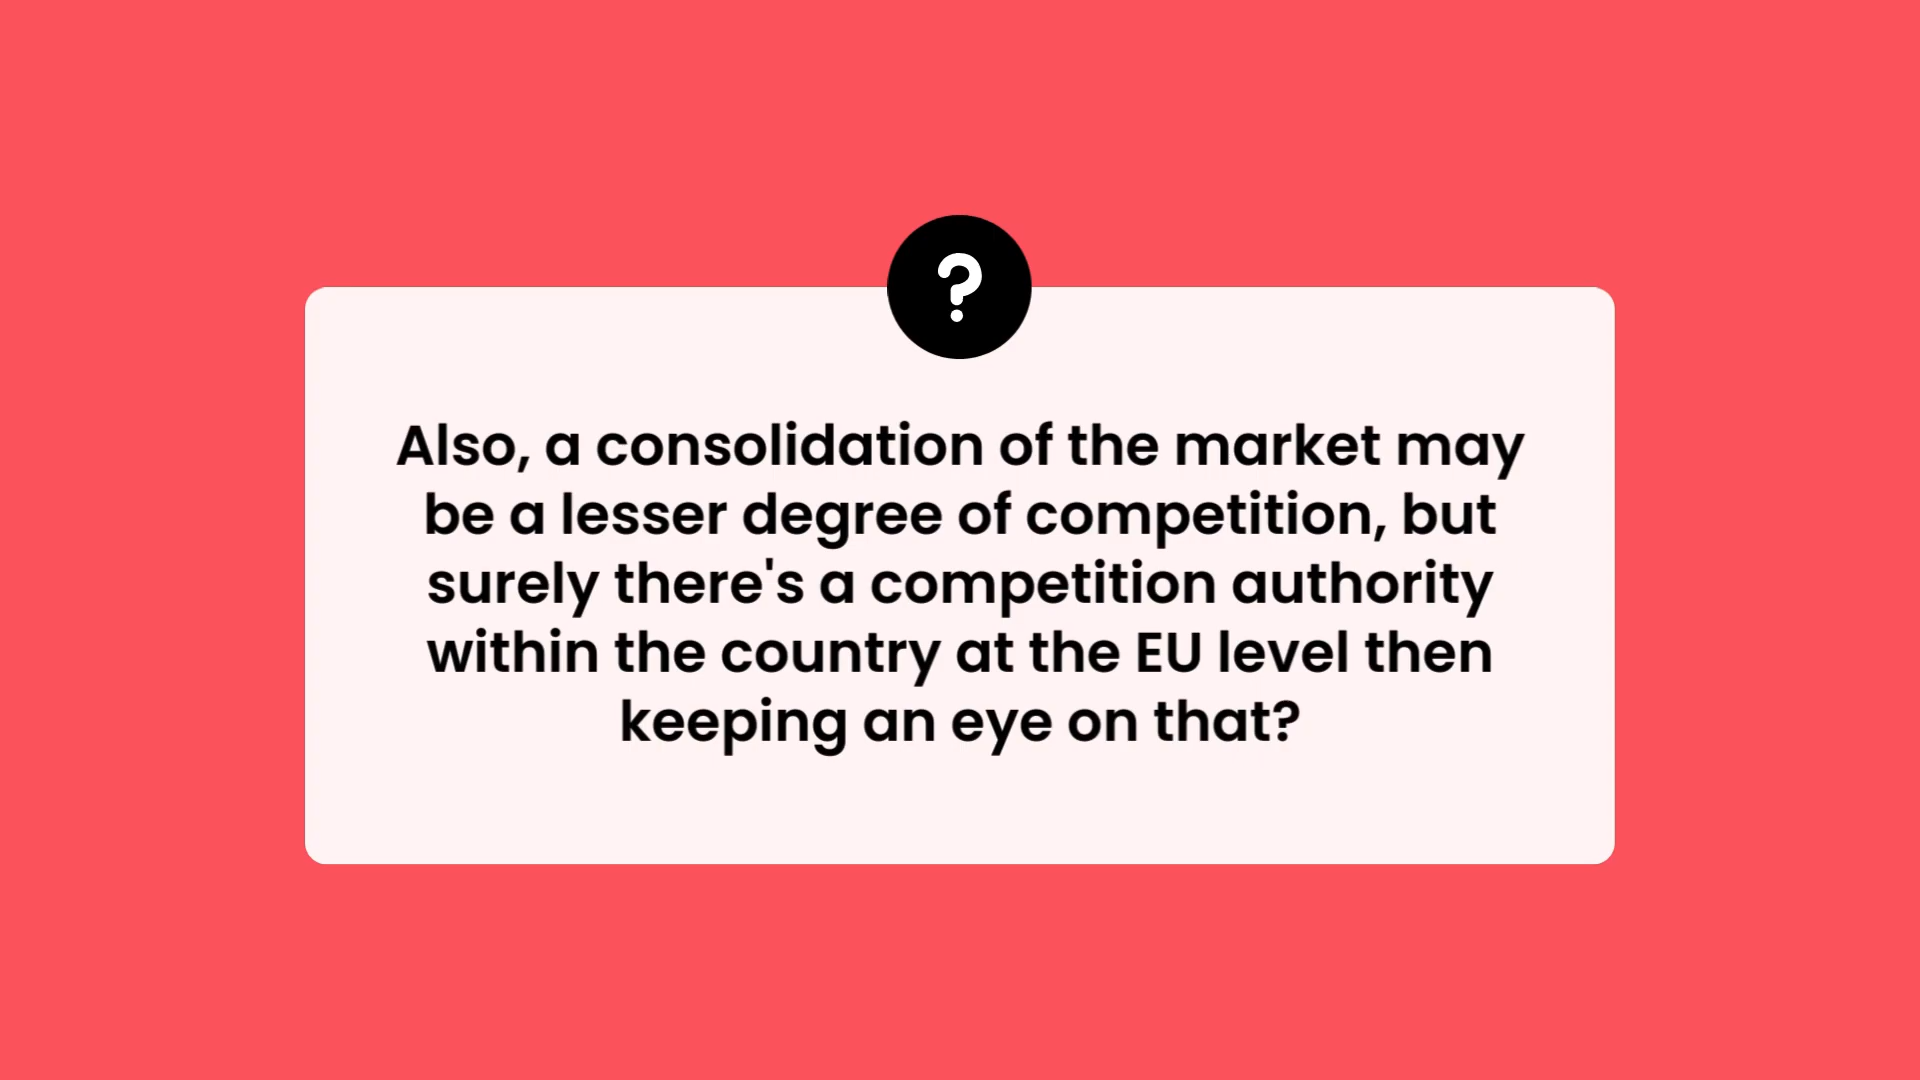 ?
Also, a consolidation of the market may
be a lesser degree of competition, but
surely there's a competition authority
within the country at the EU level then
keeping an eye on that?